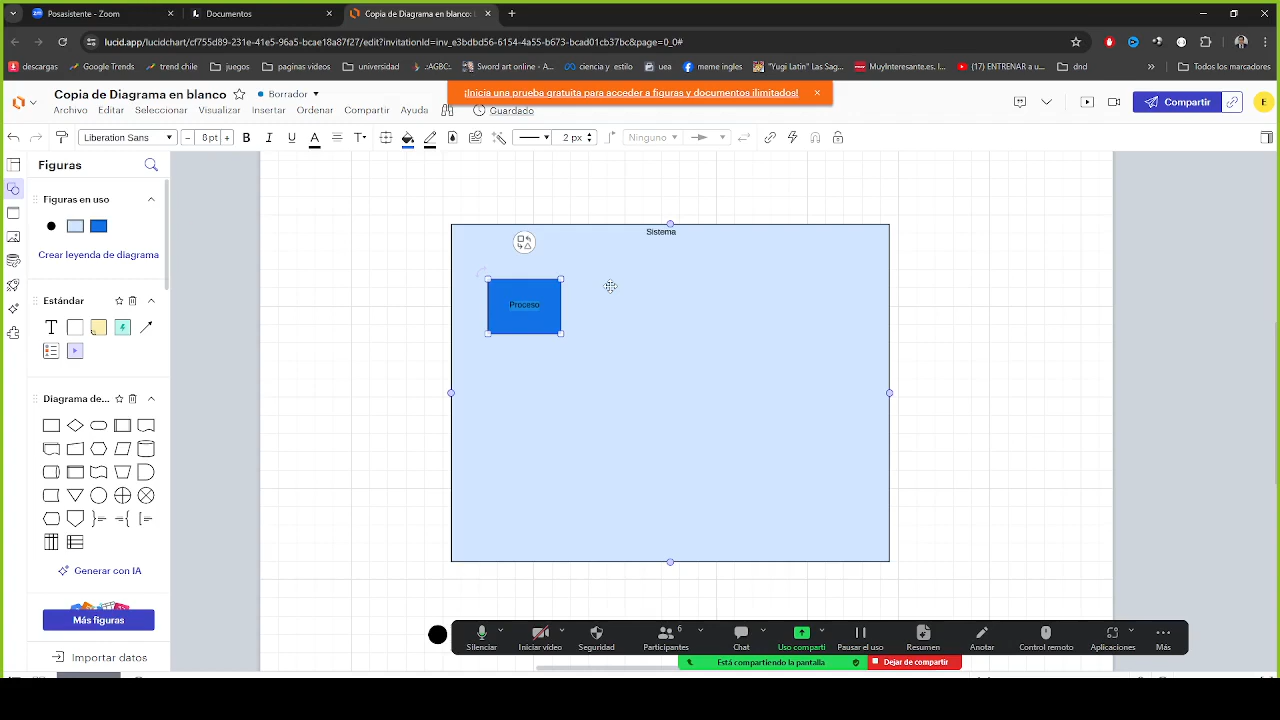 Posasistente - Zoom
Documentos
Copia de Diagrama en blanco:
lucid.app/lucidchart/cf755d89-231e-41e5-96a5-bcae18a87f27/edit?invitationId=inv_e3bdbd56-6154-4a55-b673-bcad01cb37bc&page=0_0#
descargas
Google Trends
trend chile
juegos
paginas videos
universidad
.:AGBC:.
Sword art online - A...
ciencia y estilo
uea
meme ingles
"Yugi Latin" Las Sag...
MuyInteresante.es. I...
(17) ENTRENAR a u...
dnd
Todos los marcadores
Copia de Diagrama en blanco
Borrador
¡Inicia una prueba gratuita para acceder a figuras y documentos ilimitados!
Compartir
E
Archivo
Editar
Seleccionar
Visualizar
Insertar
Ordenar
Compartir
Ayuda
Guardado
Liberation Sans
8pt
B
I
U
A
T
2 px
Ninguno
Figuras
Figuras en uso
Crear leyenda de diagrama
Estándar
T
Diagrama de...
Generar con IA
Más figuras
Importar datos
Sistema
Proceso
Silenciar
Iniciar video
Seguridad
6
Participantes
Chat
Uso comparti
Pausar el uso
Resumen
Anotar
Control remoto
Aplicaciones
Más
Está compartiendo la pantalla
Dejar de compartir